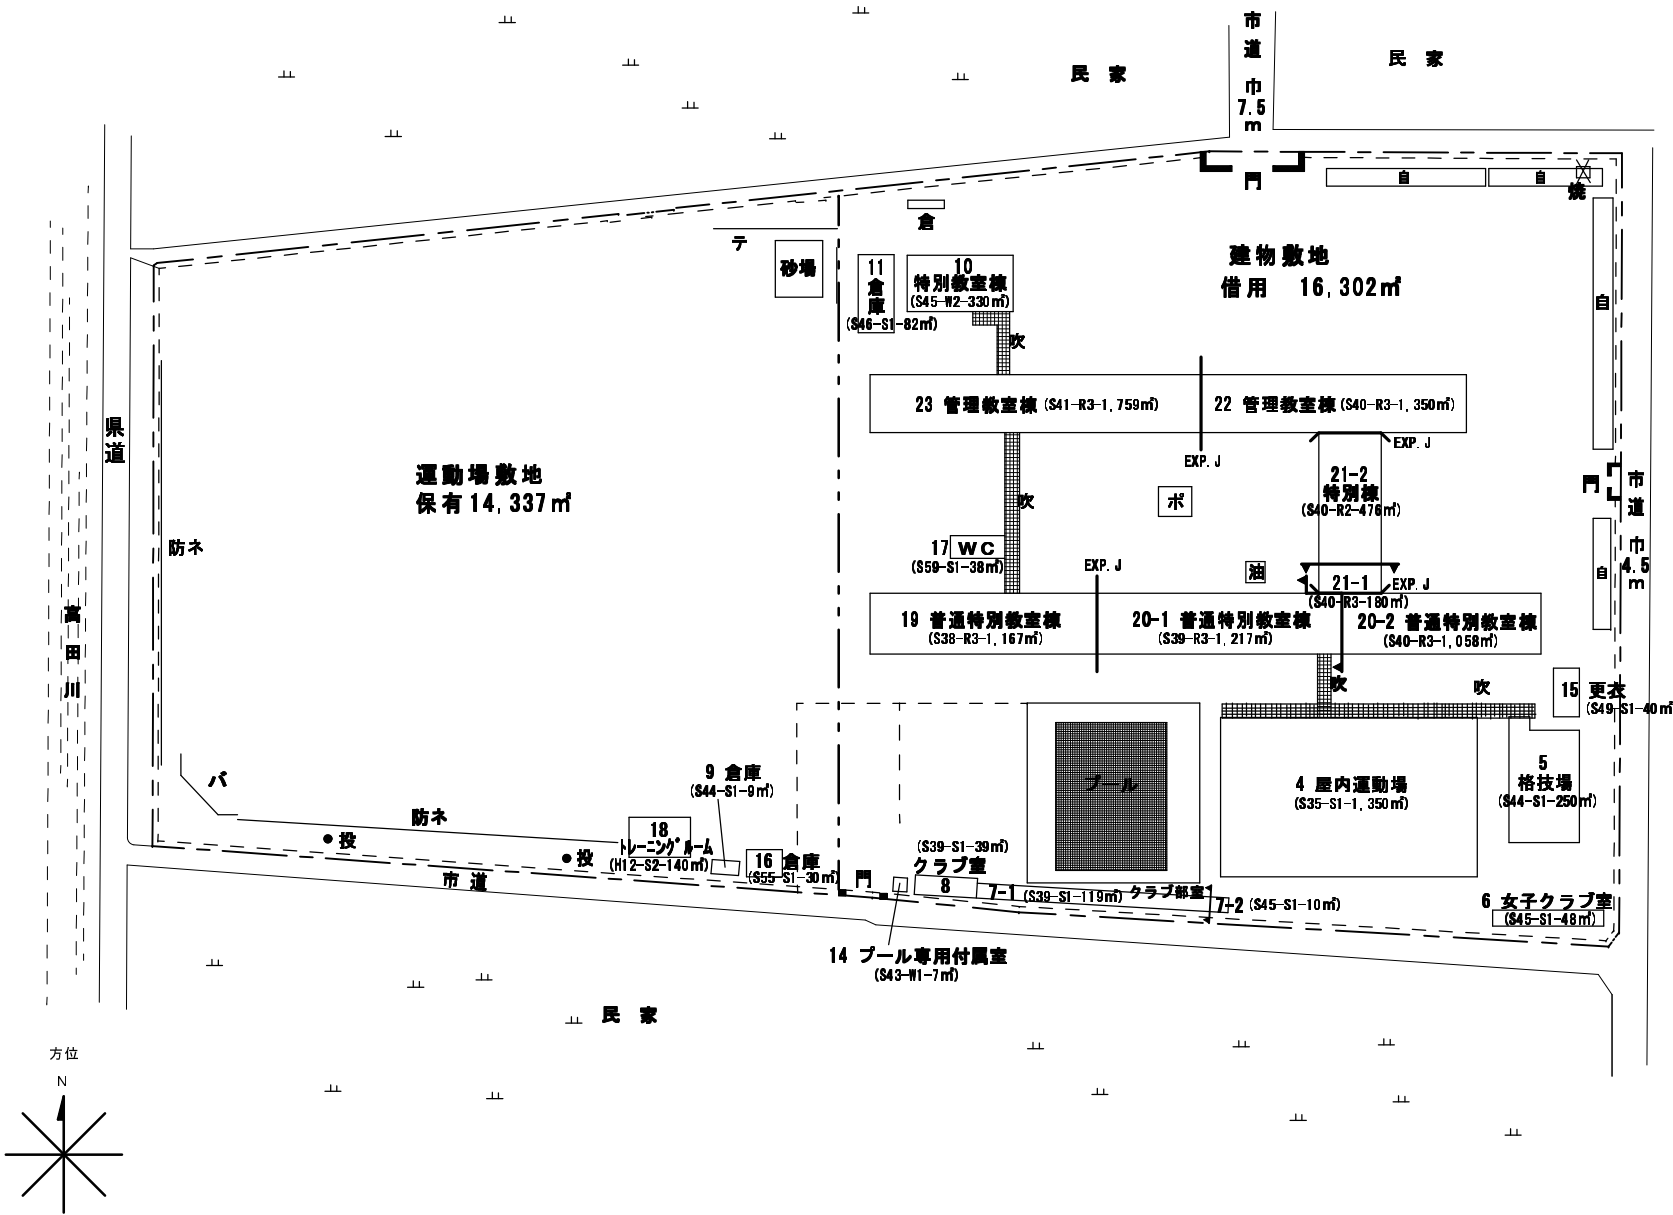 市道 巾7.5m
民 家
民 家
門
自
自
焼
倉
テ
砂場
建物敷地
借用 16,302㎡
11
倉庫
(S46-S1-82㎡)
10
特別教室棟
(S45-W2-330㎡)
自
吹
23 管理教室棟(S41-R3-1,759㎡)
22 管理教室棟(S40-R3-1,350㎡)
県道
EXP.J
EXP.J
運動場敷地
保有14,337㎡
21-2
特別棟
(S40-R2-476㎡)
門
市道 巾4.5m
吹
ポ
防ネ
17 WC
(S59-S1-38㎡)
EXP.J
油
21-1
EXP.J
(S40-R3-180㎡)
自
高田川
19 普通特別教室棟
(S38-R3-1,167㎡)
20-1 普通特別教室棟
(S39-R3-1,217㎡)
20-2 普通特別教室棟
(S40-R3-1,058㎡)
吹
吹
15 更衣
(S49-S1-40㎡
バ
9 倉庫
(S44-S1-9㎡)
プール
4 屋内運動場
(S35-S1-1,350㎡)
5
格技場
(S44-S1-250㎡)
防ネ
投
投
18
トレーニングルーム
(H12-S2-140㎡)
16 倉庫
(S55-S1-30㎡)
市道
門
(S39-S1-39㎡)
クラブ室
8
7-1 (S39-S1-119㎡)
クラブ部室
7-2 (S45-S1-10㎡)
6 女子クラブ室
(S45-S1-48㎡)
14 プール専用付属室
(S43-W1-7㎡)
民 家
方位
N